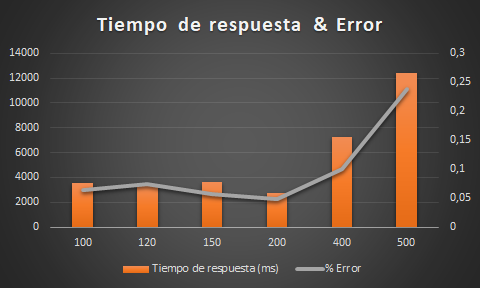 Tiempo de respuesta & Error
14000 0,3
12000 0,25
10000 0,2
8000 0,15
6000 0,1
4000 0,05
2000 0
0
100 120 150 200 400 500
Tiempo de respuesta (ms) % Error